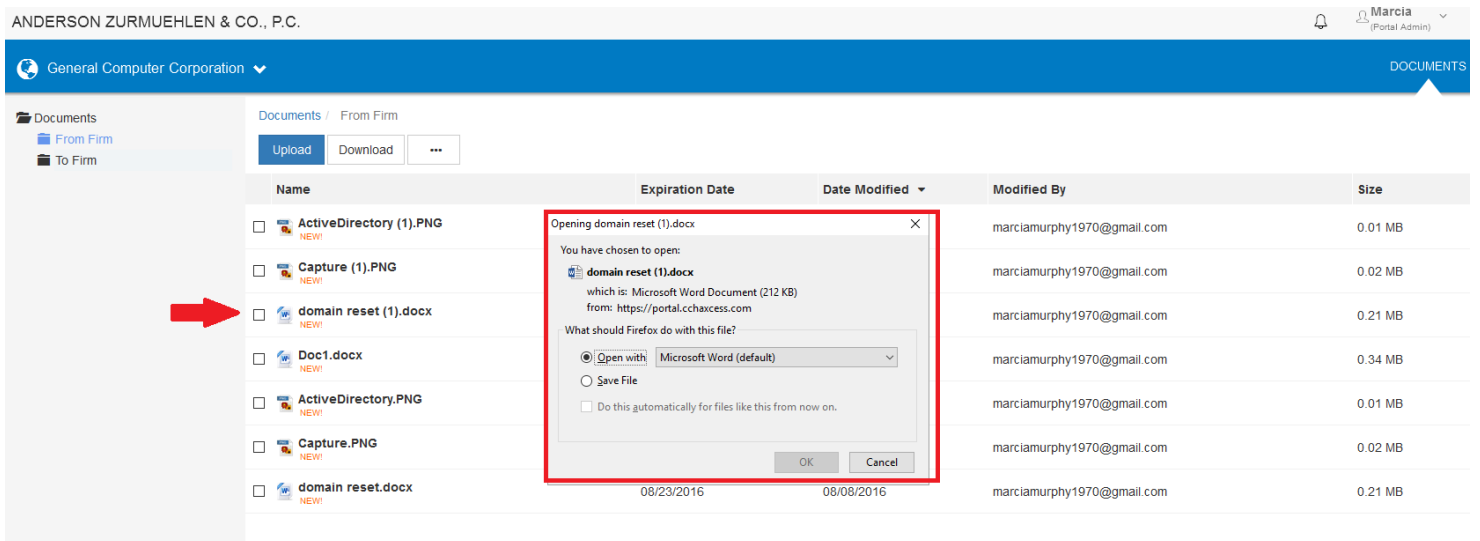 ANDERSON ZURMUEHLEN & CO., P.C.
Marcia
(Portal Admin)
General Computer Corporation
DOCUMENTS
Documents
From Firm
To Firm
Documents / From Firm
Upload Download ...
Name Expiration Date Date Modified Modified By Size
ActiveDirectory (1).PNG marciamurphy1970@gmail.com 0.01 MB
NEW!
Capture (1).PNG marciamurphy1970@gmail.com 0.02 MB
NEW!
domain reset (1).docx marciamurphy1970@gmail.com 0.21 MB
NEW!
Doc1.docx marciamurphy1970@gmail.com 0.34 MB
NEW!
ActiveDirectory.PNG marciamurphy1970@gmail.com 0.01 MB
NEW!
Capture.PNG marciamurphy1970@gmail.com 0.02 MB
NEW!
domain reset.docx 08/23/2016 08/08/2016 marciamurphy1970@gmail.com 0.21 MB
NEW!
Opening domain reset (1).docx
You have chosen to open:
domain reset (1).docx
which is: Microsoft Word Document (212 KB)
from: https://portal.cchaxcess.com
What should Firefox do with this file?
Open with Microsoft Word (default)
Save File
Do this automatically for files like this from now on.
OK Cancel